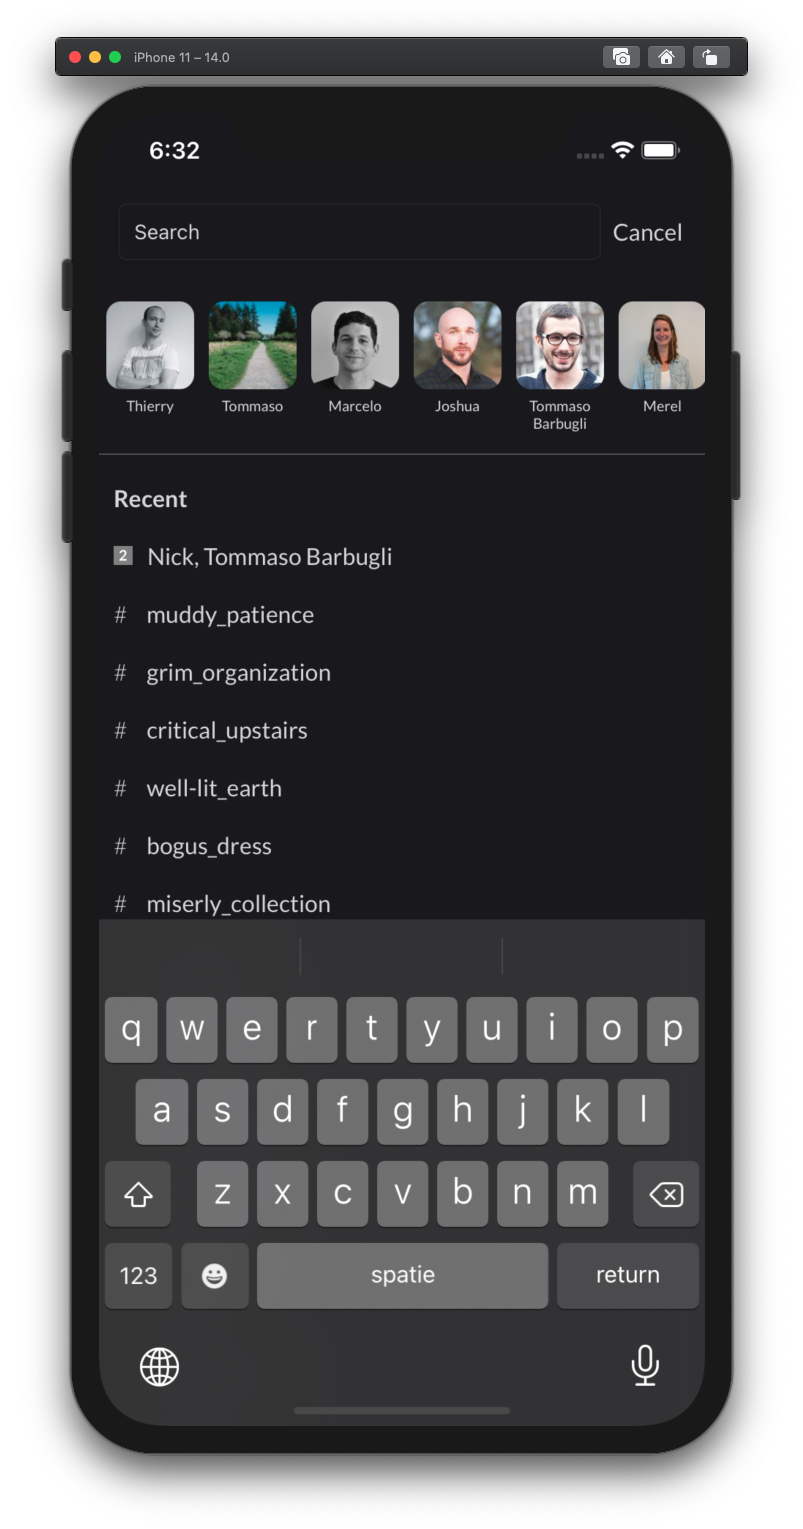 iPhone 11 – 14.0
6:32
Search
Cancel
Thierry
Tommaso
Marcelo
Joshua
Tommaso
Barbugli
Merel
Recent
2 Nick, Tommaso Barbugli
# muddy_patience
# grim_organization
# critical_upstairs
# well-lit_earth
# bogus_dress
# miserly_collection
q w e r t y u i o p
a s d f g h j k l
z x c v b n m
123 spatie return